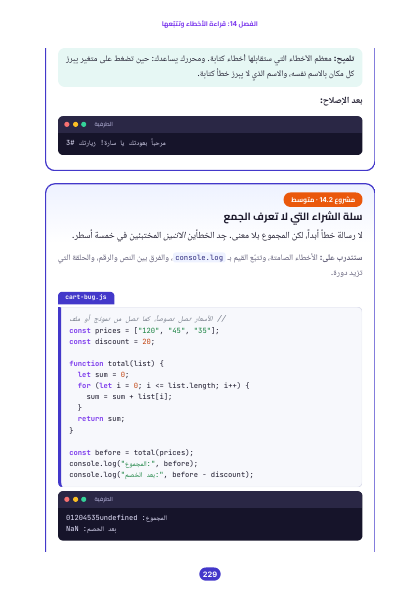 الفصل 14: قراءة الأخطاء وتتبّعها
تلميح: معظم الأخطاء التي ستقابلها أخطاء كتابة. ومحررك يساعدك: حين تضغط على متغير يبرز
كل مكان بالاسم نفسه، والاسم الذي لا يبرز خطأ كتابة.
بعد الإصلاح:
الطرفية
مرحباً بعودتك يا سارة! زيارتك #3
مشروع 14.2 · متوسط
سلة الشراء التي لا تعرف الجمع
لا رسالة خطأ أبداً، لكن المجموع بلا معنى. جِد الخطأين الاثنين المختبئين في خمسة أسطر.
ستتدرب على: الأخطاء الصامتة، وتتبّع القيم بـ console.log، والفرق بين النص والرقم، والحلقة التي
تزيد دورة.
cart-bug.js
// الأسعار تصل نصوصاً، كما تصل من نموذج أو ملف
const prices = ["120", "45", "35"];
const discount = 20;
function total(list) {
let sum = 0;
for (let i = 0; i <= list.length; i++) {
sum = sum + list[i];
}
return sum;
}
const before = total(prices);
console.log("المجموع:", before);
console.log("بعد الخصم:", before - discount);
الطرفية
المجموع: 01204535undefined
بعد الخصم: NaN
229